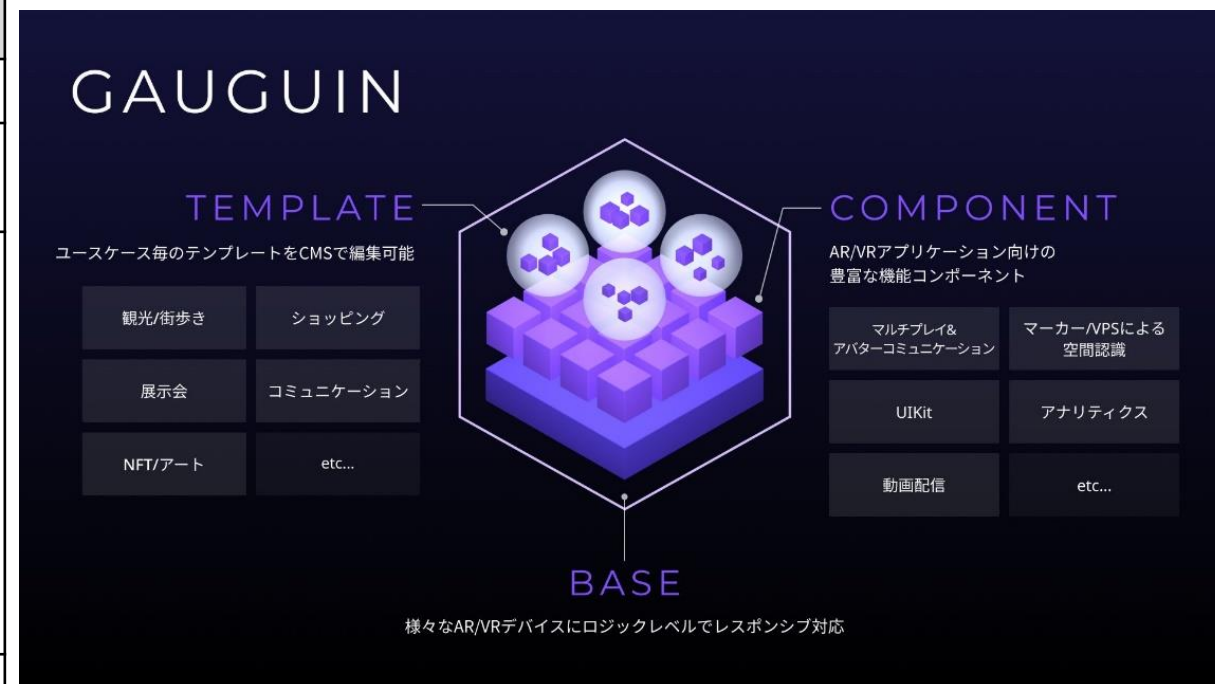 GAUGUIN
TEMPLATE
ユースケース毎のテンプレートをCMSで編集可能
観光/街歩き
ショッピング
展示会
コミュニケーション
NFT/アート
etc...
COMPONENT
AR/VRアプリケーション向けの
豊富な機能コンポーネント
マルチプレイ&
アバターコミュニケーション
マーカー/VPSによる
空間認識
UIKit
アナリティクス
動画配信
etc...
BASE
様々なAR/VRデバイスにロジックレベルでレスポンシブ対応